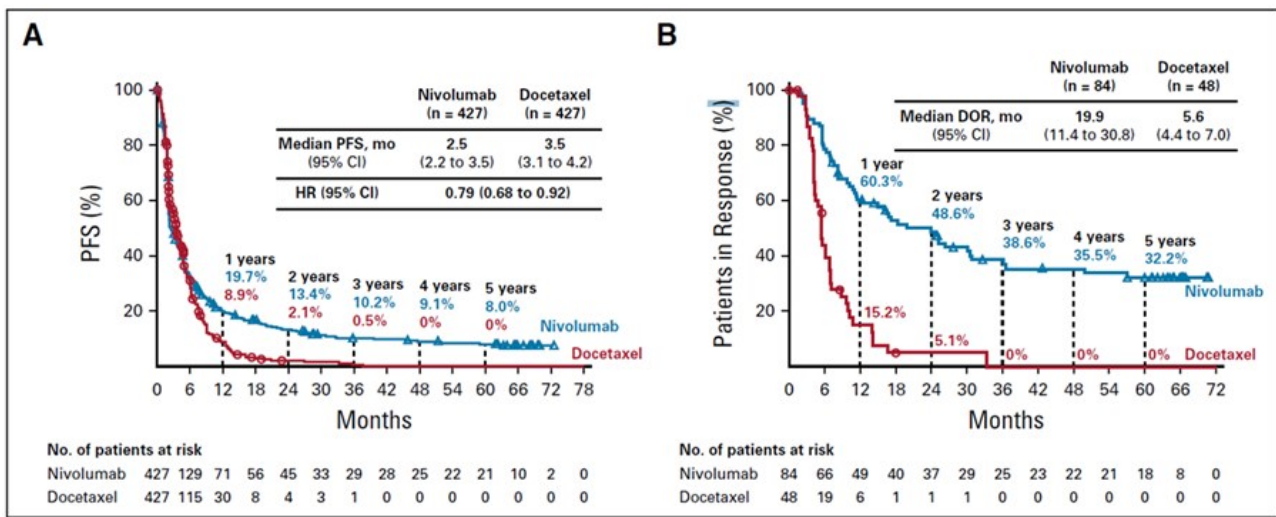 A
PFS (%)
100
80
60
40
20
Nivolumab Docetaxel
(n = 427) (n = 427)
Median PFS, mo 2.5 3.5
(95% CI) (2.2 to 3.5) (3.1 to 4.2)
HR (95% CI) 0.79 (0.68 to 0.92)
1 years
19.7%
8.9%
2 years
13.4%
2.1%
3 years
10.2%
0.5%
4 years
9.1%
0%
5 years
8.0%
0%
Nivolumab
Docetaxel
0 6 12 18 24 30 36 42 48 54 60 66 72 78
Months
No. of patients at risk
Nivolumab 427 129 71 56 45 33 29 28 25 22 21 10 2 0
Docetaxel 427 115 30 8 4 3 1 0 0 0 0 0 0 0
B
Patients in Response (%)
100
80
60
40
20
Nivolumab Docetaxel
(n = 84) (n = 48)
Median DOR, mo 19.9 5.6
(95% CI) (11.4 to 30.8) (4.4 to 7.0)
1 year
60.3%
2 years
48.6%
3 years
38.6%
4 years
35.5%
5 years
32.2%
Nivolumab
15.2%
5.1%
0%
0%
0%
Docetaxel
0 6 12 18 24 30 36 42 48 54 60 66 72
Months
No. of patients at risk
Nivolumab 84 66 49 40 37 29 25 23 22 21 18 8 0
Docetaxel 48 19 6 1 1 1 0 0 0 0 0 0 0